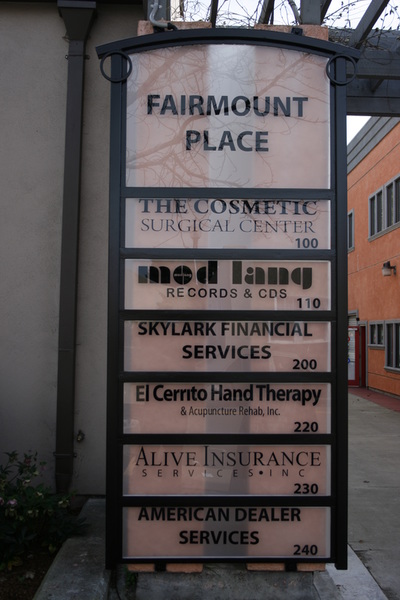 FAIRMOUNT
PLACE
THE COSMETIC
SURGICAL CENTER
100
mod lang
RECORDS & CDS
110
SKYLARK FINANCIAL
SERVICES
200
El Cerrito Hand Therapy
& Acupuncture Rehab, Inc.
220
ALIVE INSURANCE
SERVICES•INC
230
AMERICAN DEALER
SERVICES
240